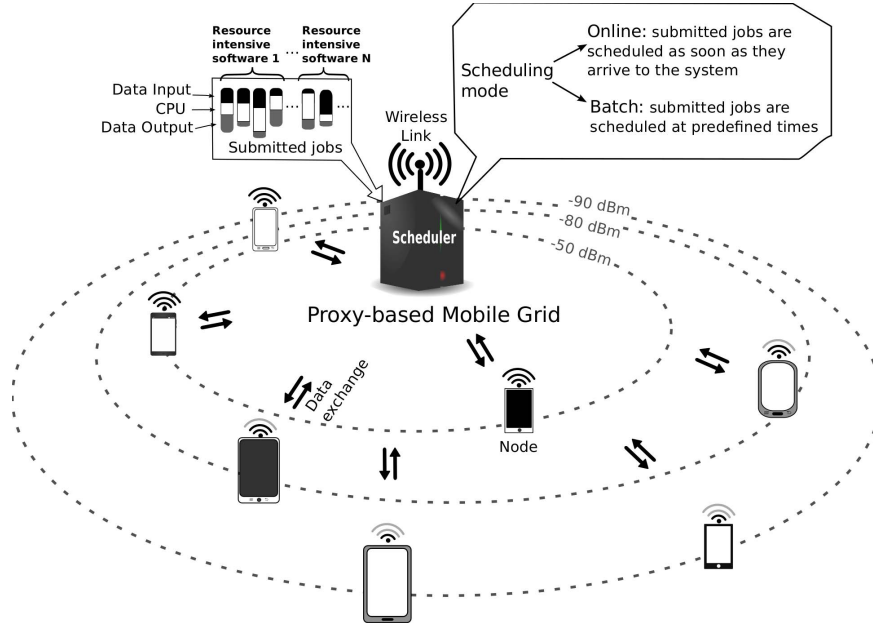 Resource
intensive
software 1
...
Resource
intensive
software N
Data Input
CPU
Data Output
...
...
Submitted jobs
Wireless
Link
Scheduling
mode
Online: submitted jobs are
scheduled as soon as they
arrive to the system
Batch: submitted jobs are
scheduled at predefined times
-90 dBm
-80 dBm
-50 dBm
Scheduler
Proxy-based Mobile Grid
Data
exchange
Node